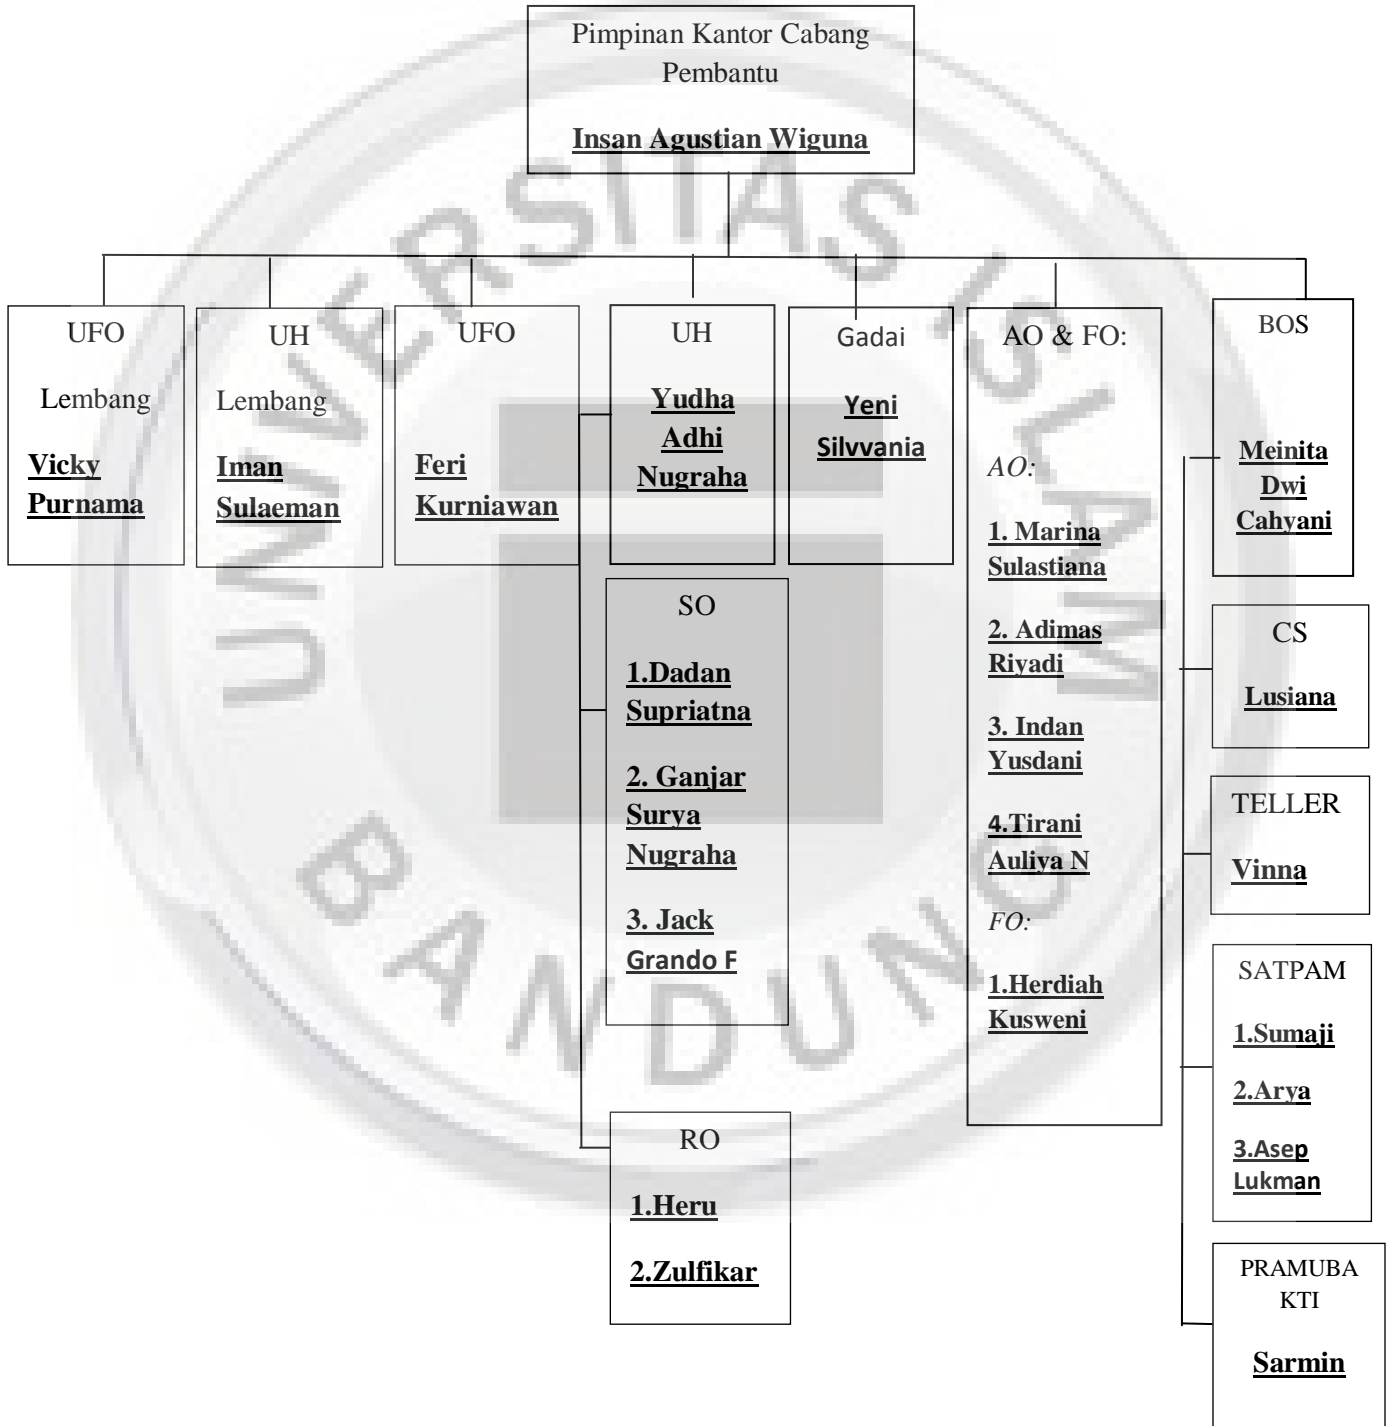 Pimpinan Kantor Cabang
Pembantu
Insan Agustian Wiguna
UFO
Lembang
Vicky
Purnama
UH
Lembang
Iman
Sulaeman
UFO
Feri
Kurniawan
UH
Yudha
Adhi
Nugraha
Gadai
Yeni
Silvvania
AO & FO:
AO:
1. Marina
Sulastiana
2. Adimas
Riyadi
3. Indan
Yusdani
4.Tirani
Auliya N
FO:
1.Herdiah
Kusweni
BOS
Meinita
Dwi
Cahyani
SO
1.Dadan
Supriatna
2. Ganjar
Surya
Nugraha
3. Jack
Grando F
RO
1.Heru
2.Zulfikar
CS
Lusiana
TELLER
Vinna
SATPAM
1.Sumaji
2.Arya
3.Asep
Lukman
PRAMUBA
KTI
Sarmin
UNIVERSITAS ISLAM
BANDUNG